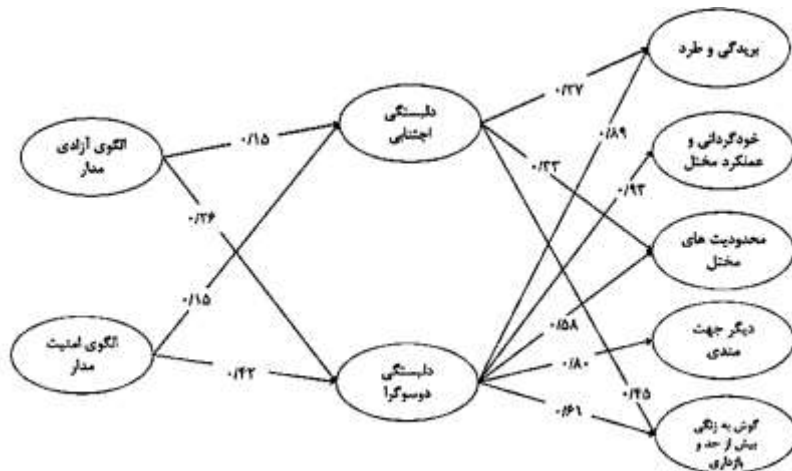 بریدگی و طرد
۰/۲۷
دلبستگی
اجتنابی
۰/۸۹
۰/۱۵
الگوی آزادی
مدار
خودگردانی و
عملکرد مختل
۰/۳۳
۰/۹۳
۰/۲۶
محدودیت های
مختل
۰/۱۵
۰/۵۸
الگوی امنیت
مدار
دیگر جهت
مندی
۰/۸۰
دلبستگی
دوسوگرا
۰/۴۲
۰/۴۵
۰/۶۱
گوش به زنگی
بیش از حد و
بازداری